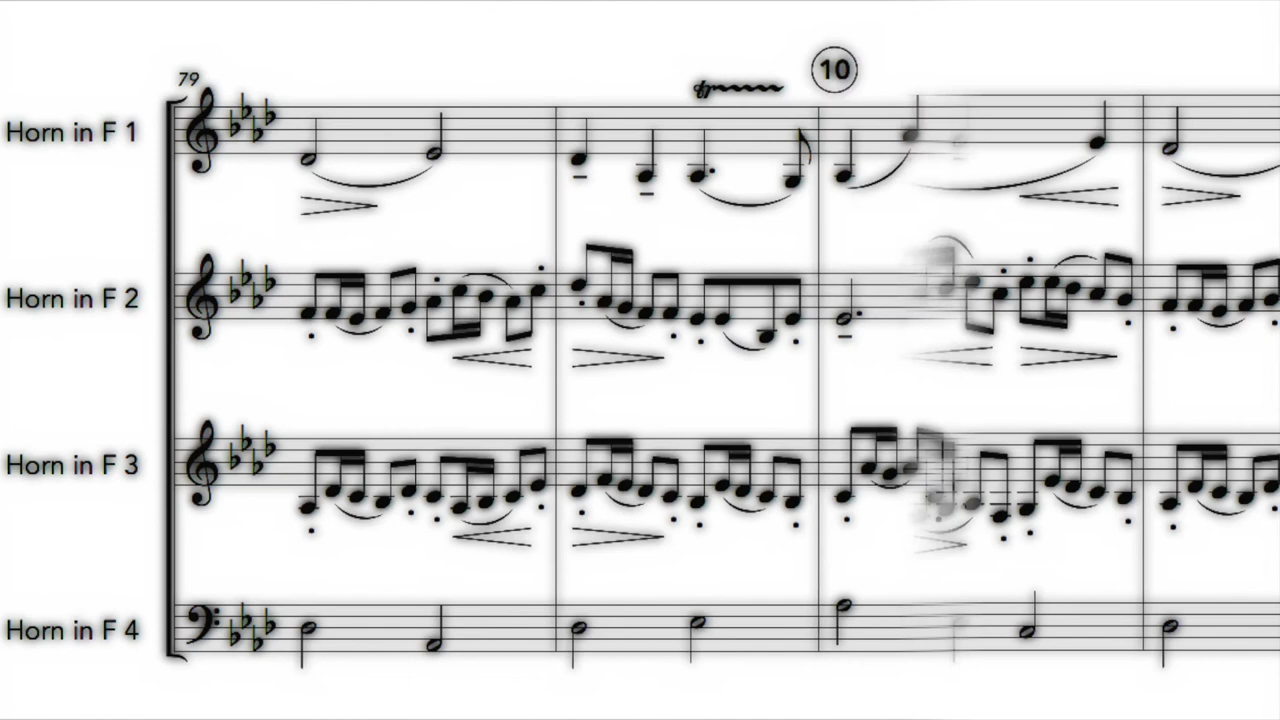 79
10
Horn in F 1
Horn in F 2
Horn in F 3
Horn in F 4